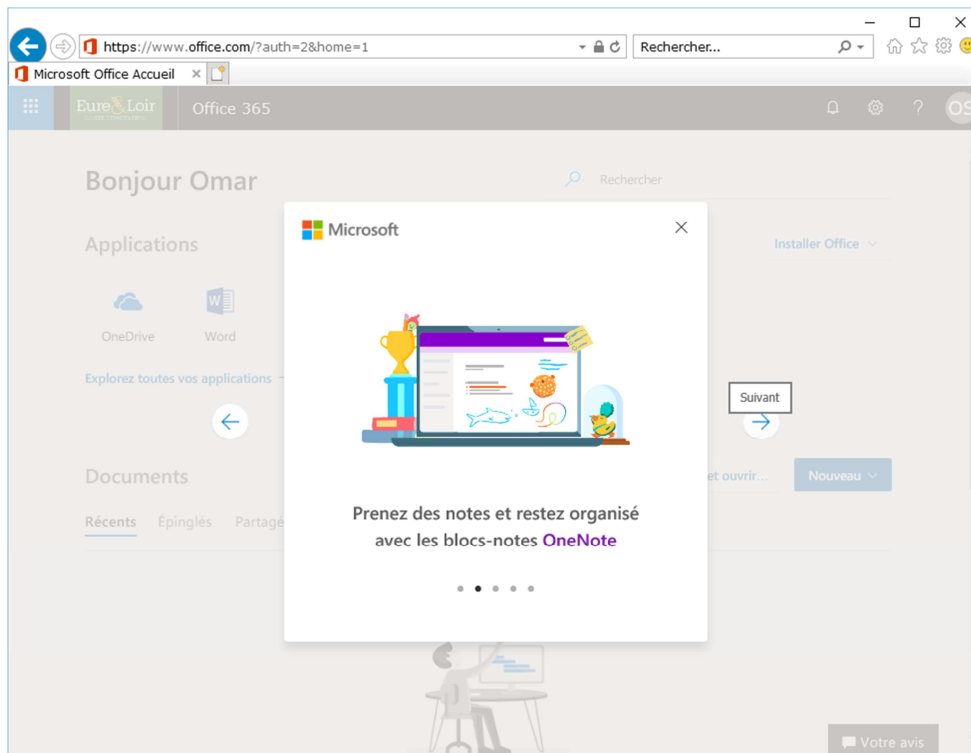 https://www.office.com/?auth=2&home=1
Rechercher...
Microsoft Office Accueil
Eure & Loir
Office 365
OS
Bonjour Omar
Rechercher
Microsoft
Applications
Installer Office
OneDrive
Word
Explorez toutes vos applications
Suivant
Documents
et ouvrir...
Nouveau
Récents
Épinglés
Partagé
Prenez des notes et restez organisé
avec les blocs-notes OneNote
Votre avis